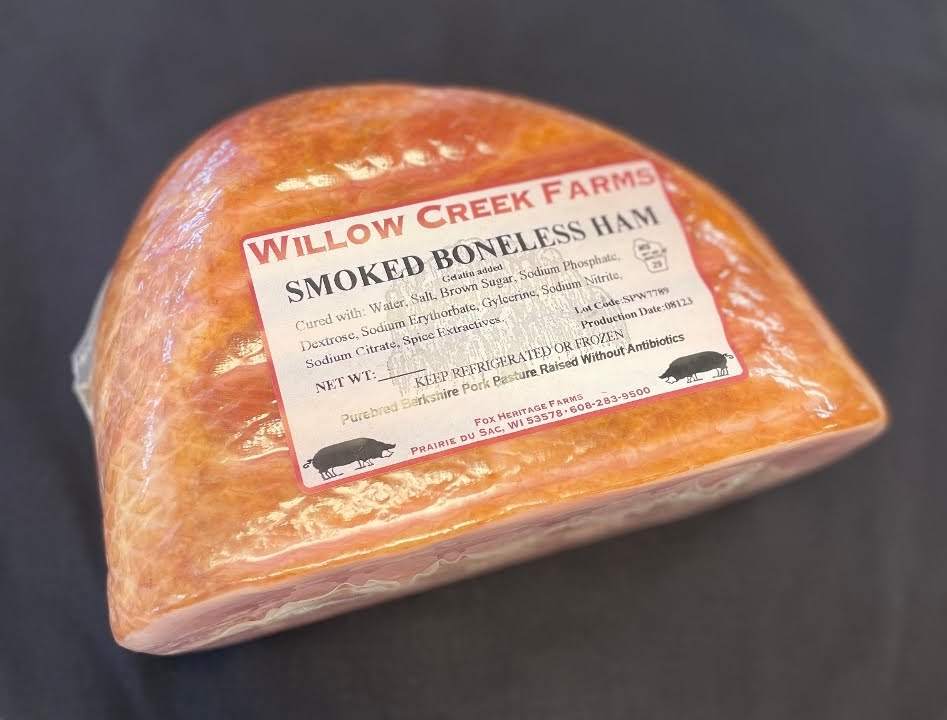 WILLOW CREEK FARMS
SMOKED BONELESS HAM
Gelatin added
Cured with: Water, Salt, Brown Sugar, Sodium Phosphate,
Dextrose, Sodium Erythorbate, Gylcerine, Sodium Nitrite,
Sodium Citrate, Spice Extractives.
Lot Code:SPW7789
Production Date:08123
NET WT: KEEP REFRIGERATED OR FROZEN
Purebred Berkshire Pork Pasture Raised Without Antibiotics
FOX HERITAGE FARMS
PRAIRIE DU SAC, WI 53578 · 608-283-9500